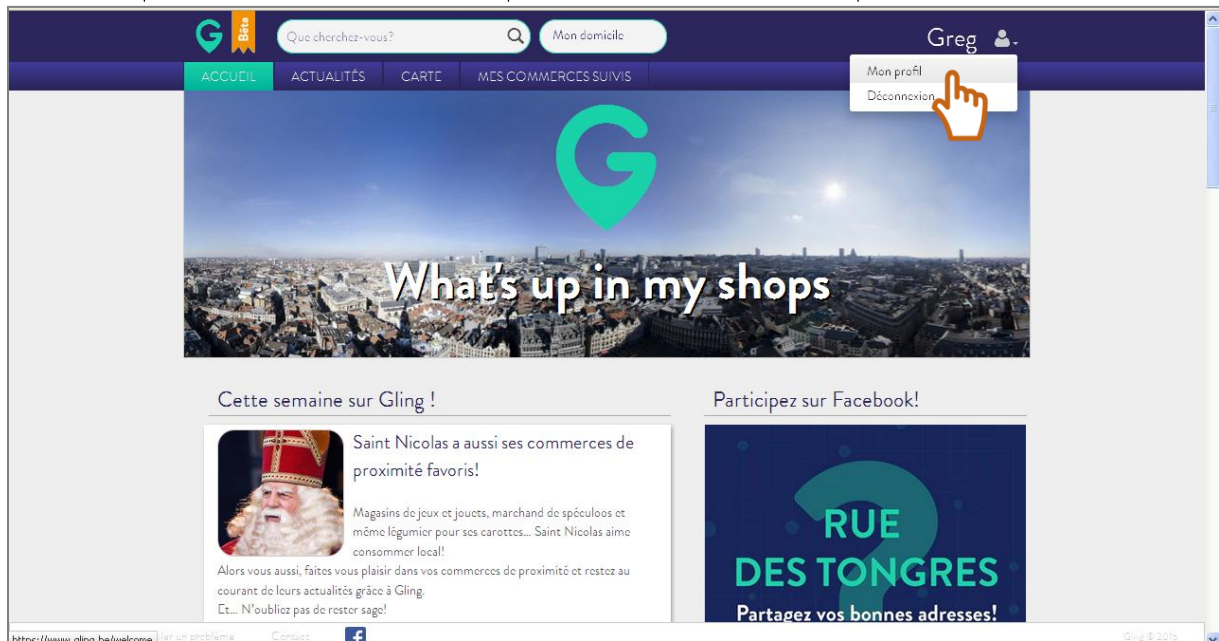 Bêta
Que cherchez-vous?
Mon domicile
Greg
ACCUEIL ACTUALITÉS CARTE MES COMMERCES SUIVIS
Mon profil
Déconnexion
G
What's up in my shops
Cette semaine sur Gling !
Participez sur Facebook!
Saint Nicolas a aussi ses commerces de
proximité favoris!
Magasins de jeux et jouets, marchand de spéculoos et
même légumier pour ses carottes... Saint Nicolas aime
consommer local!
Alors vous aussi, faites vous plaisir dans vos commerces de proximité et restez au
courant de leurs actualités grâce à Gling.
Et... N'oubliez pas de rester sage!
?
RUE
DES TONGRES
Partagez vos bonnes adresses!
https://www.gling.be/welcome
un problème Contact f
Gling © 2015